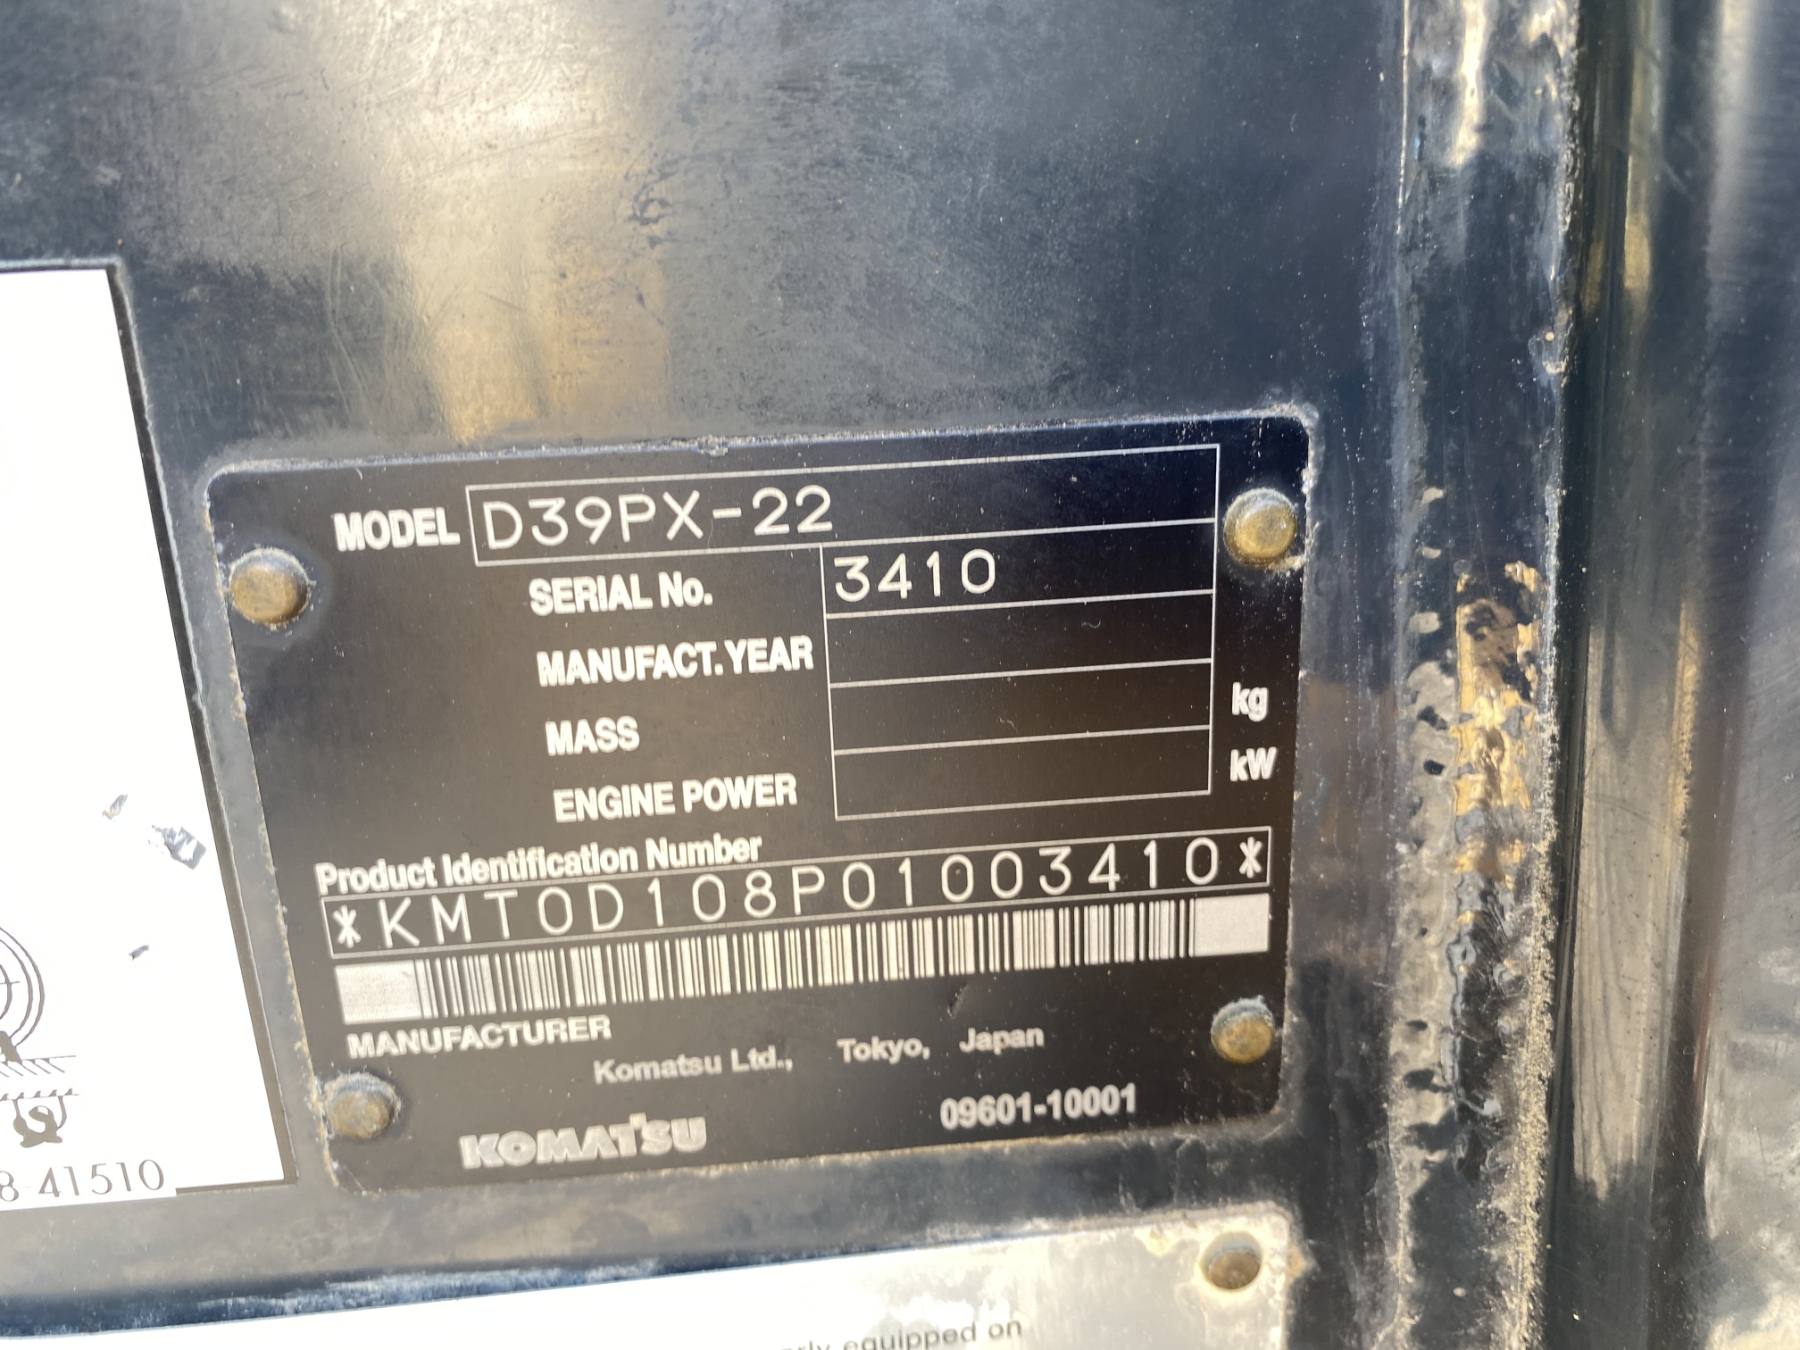 MODEL D39PX-22
SERIAL No. 3410
MANUFACT. YEAR
MASS kg
ENGINE POWER kW
Product Identification Number
*KMT0D108P01003410*
MANUFACTURER
Komatsu Ltd., Tokyo, Japan
KOMATSU 09601-10001
8-41510
equipped on